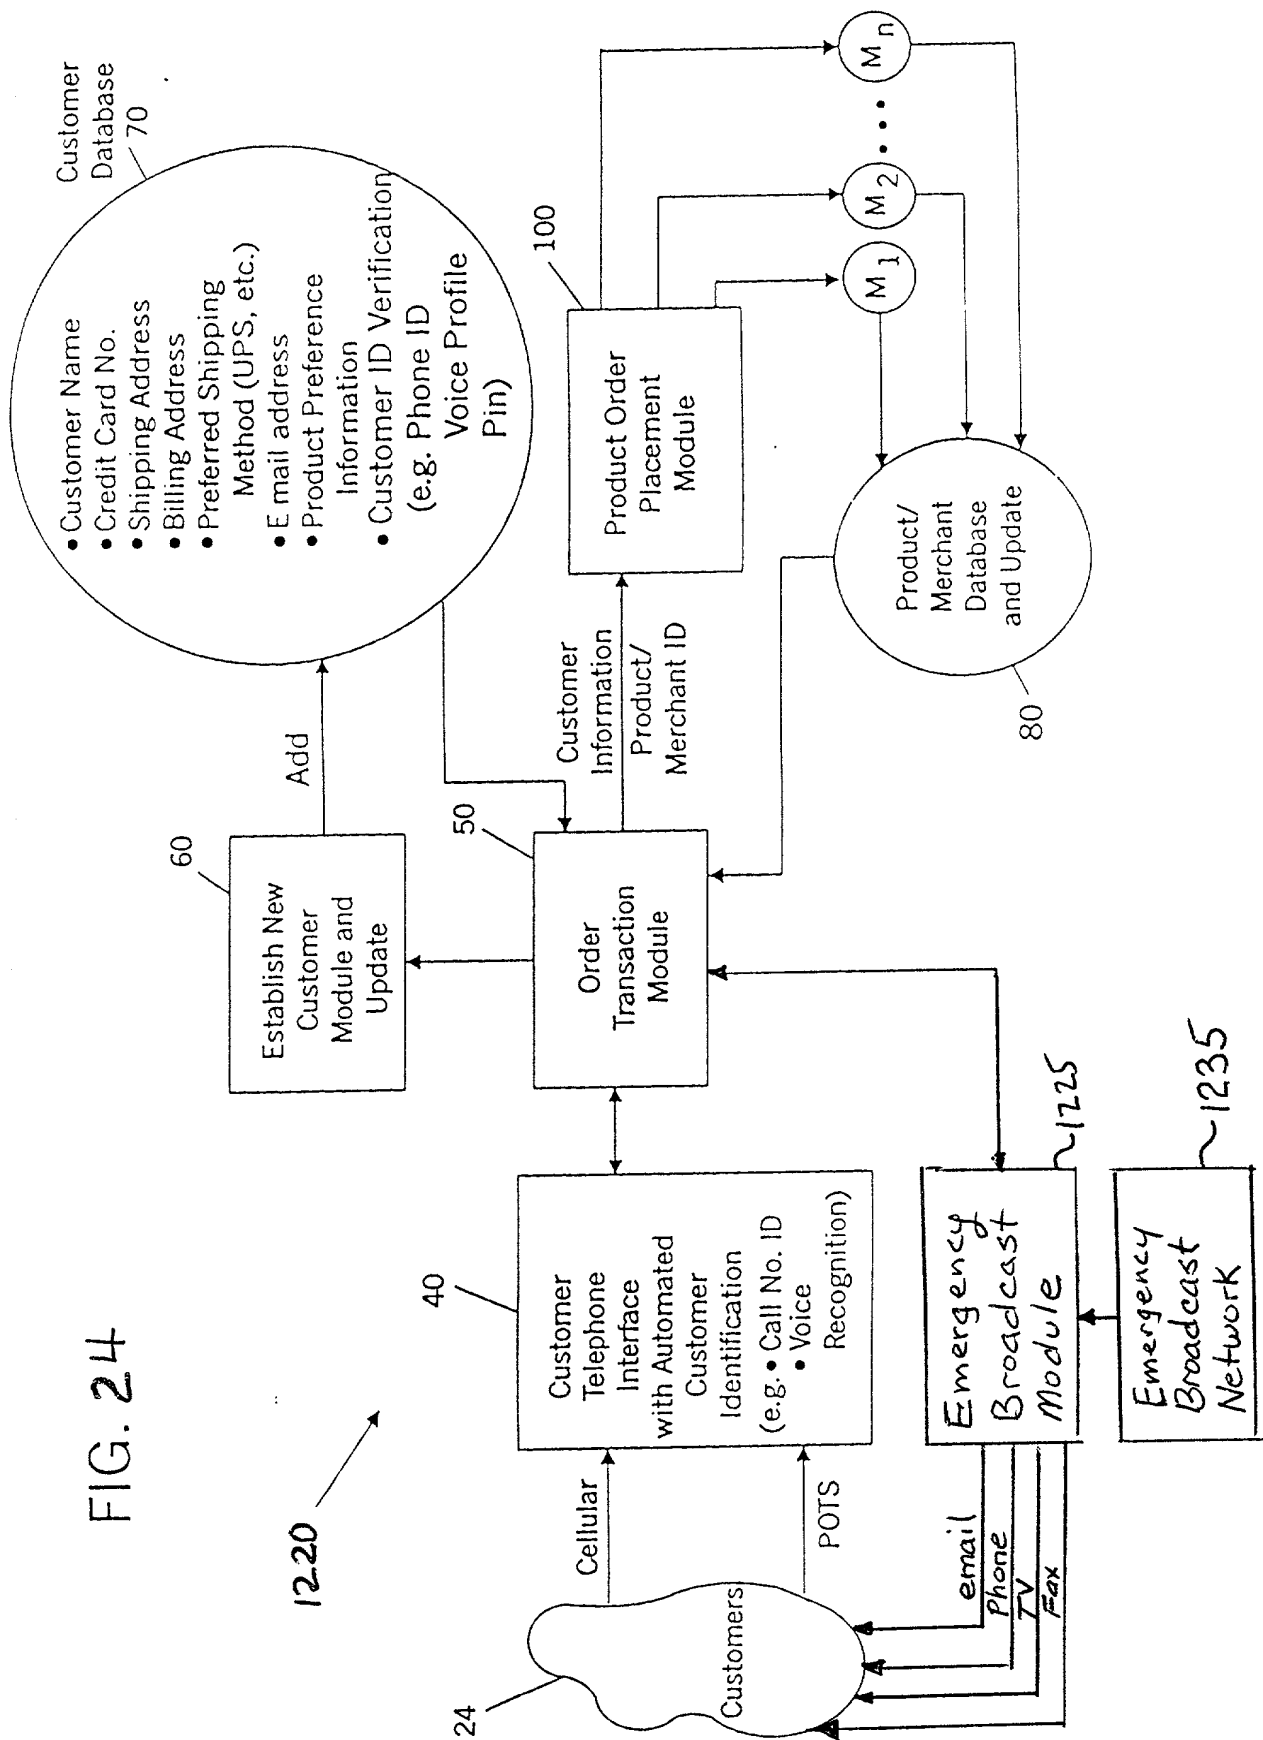 FIG. 24
1220
24
Customers
Cellular
POTS
email
Phone
TV
Fax
40
Customer
Telephone
Interface
with Automated
Customer
Identification
(e.g. • Call No. ID
• Voice
Recognition)
Emergency
Broadcast
Module
1225
Emergency
Broadcast
Network
1235
60
Establish New
Customer
Module and
Update
50
Order
Transaction
Module
Add
Customer
Information
Product/
Merchant ID
Customer
Database
70
• Customer Name
• Credit Card No.
• Shipping Address
• Billing Address
• Preferred Shipping
Method (UPS, etc.)
• E mail address
• Product Preference
Information
• Customer ID Verification
(e.g. Phone ID
Voice Profile
Pin)
100
Product Order
Placement
Module
M1
M2
• • • •
Mn
Product/
Merchant
Database
and Update
80